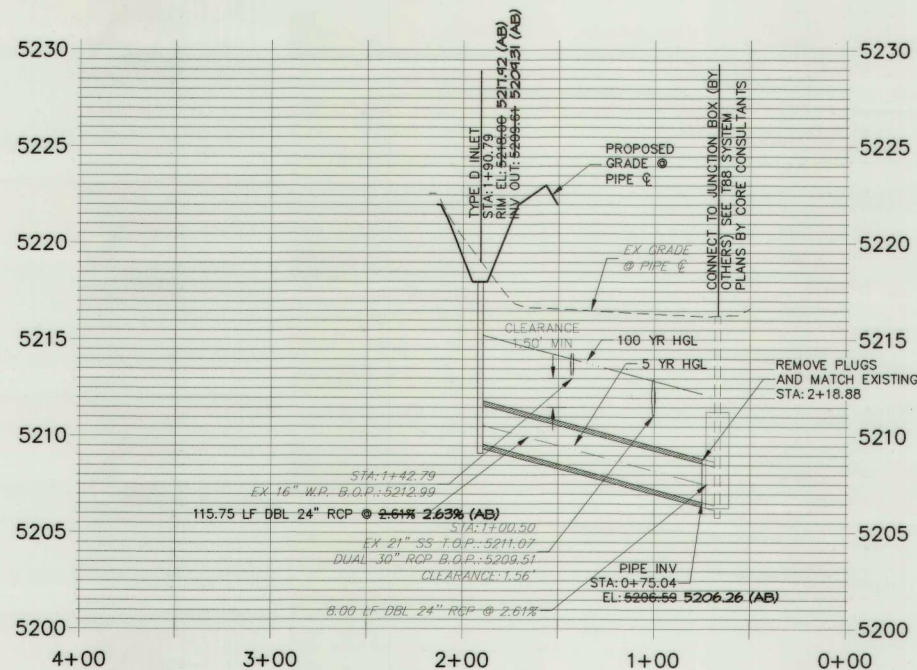 5230
5225
5220
5215
5210
5205
5200
TYPE D INLET
STA: 1+90.79
RIM EL: 5218.00 5217.92 (AB)
INV OUT: 5209.61 5209.31 (AB)
PROPOSED
GRADE @
PIPE ℄
EX GRADE
@ PIPE ℄
CONNECT TO JUNCTION BOX (BY
OTHERS) SEE T88 SYSTEM
PLANS BY CORE CONSULTANTS
5230
5225
5220
5215
5210
5205
5200
CLEARANCE
1.50' MIN
100 YR HGL
5 YR HGL
REMOVE PLUGS
AND MATCH EXISTING
STA: 2+18.88
STA: 1+42.79
EX 16" W.P. B.O.P.: 5212.99
115.75 LF DBL 24" RCP @ 2.61% 2.63% (AB)
STA: 1+00.50
EX 21" SS T.O.P.: 5211.07
DUAL 30" RCP B.O.P.: 5209.51
CLEARANCE: 1.56'
8.00 LF DBL 24" RCP @ 2.61%
PIPE INV
STA: 0+75.04
EL: 5206.59 5206.26 (AB)
4+00 3+00 2+00 1+00 0+00